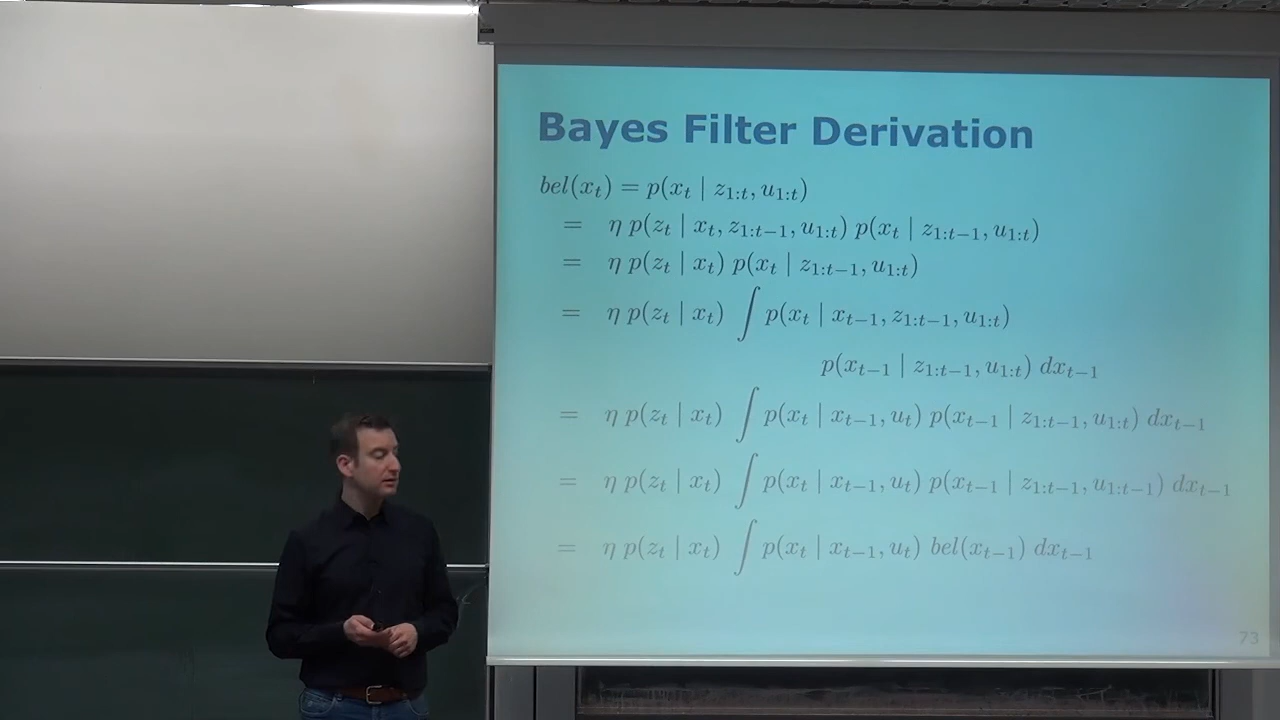 Bayes Filter Derivation
bel(x_t) = p(x_t | z_{1:t}, u_{1:t})
= η p(z_t | x_t, z_{1:t−1}, u_{1:t}) p(x_t | z_{1:t−1}, u_{1:t})
= η p(z_t | x_t) p(x_t | z_{1:t−1}, u_{1:t})
= η p(z_t | x_t) ∫ p(x_t | x_{t−1}, z_{1:t−1}, u_{1:t})
p(x_{t−1} | z_{1:t−1}, u_{1:t}) dx_{t−1}
= η p(z_t | x_t) ∫ p(x_t | x_{t−1}, u_t) p(x_{t−1} | z_{1:t−1}, u_{1:t}) dx_{t−1}
= η p(z_t | x_t) ∫ p(x_t | x_{t−1}, u_t) p(x_{t−1} | z_{1:t−1}, u_{1:t−1}) dx_{t−1}
= η p(z_t | x_t) ∫ p(x_t | x_{t−1}, u_t) bel(x_{t−1}) dx_{t−1}
73